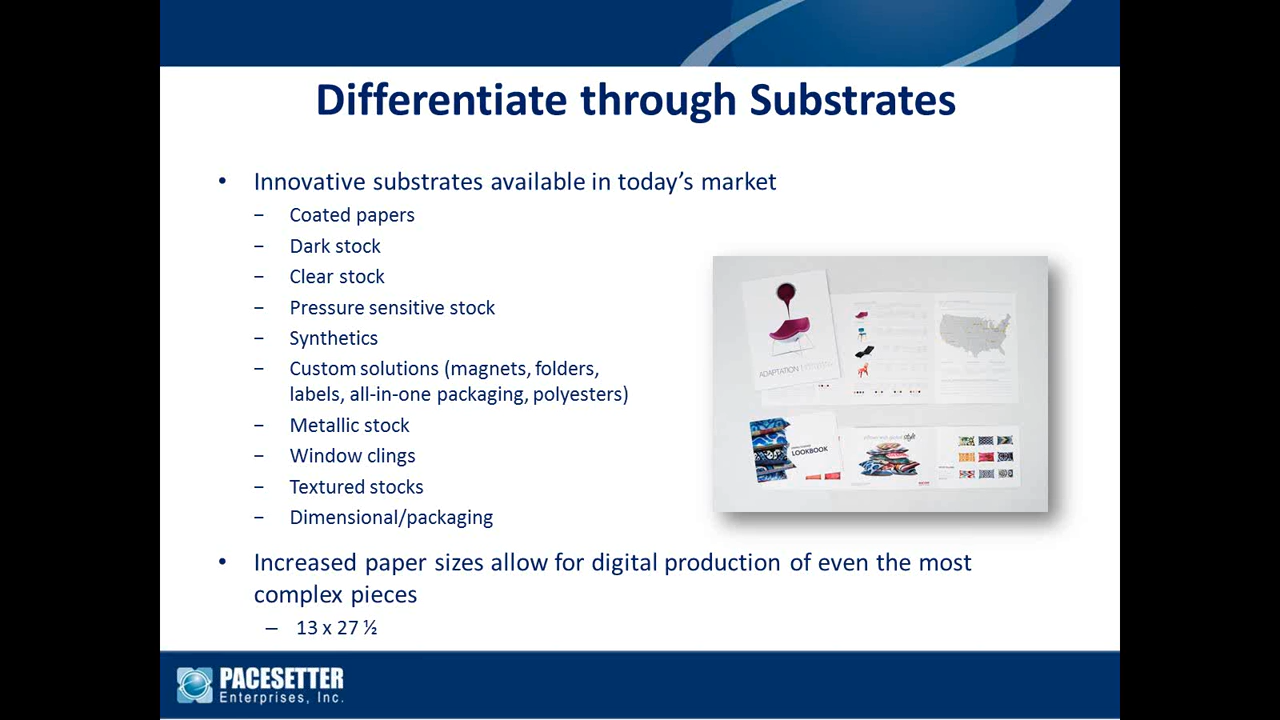 Differentiate through Substrates
• Innovative substrates available in today's market
− Coated papers
− Dark stock
− Clear stock
− Pressure sensitive stock
− Synthetics
− Custom solutions (magnets, folders,
labels, all-in-one packaging, polyesters)
− Metallic stock
− Window clings
− Textured stocks
− Dimensional/packaging
ADAPTATION
LOOKBOOK
style
• Increased paper sizes allow for digital production of even the most
complex pieces
– 13 x 27 ½
PACESETTER
Enterprises, Inc.